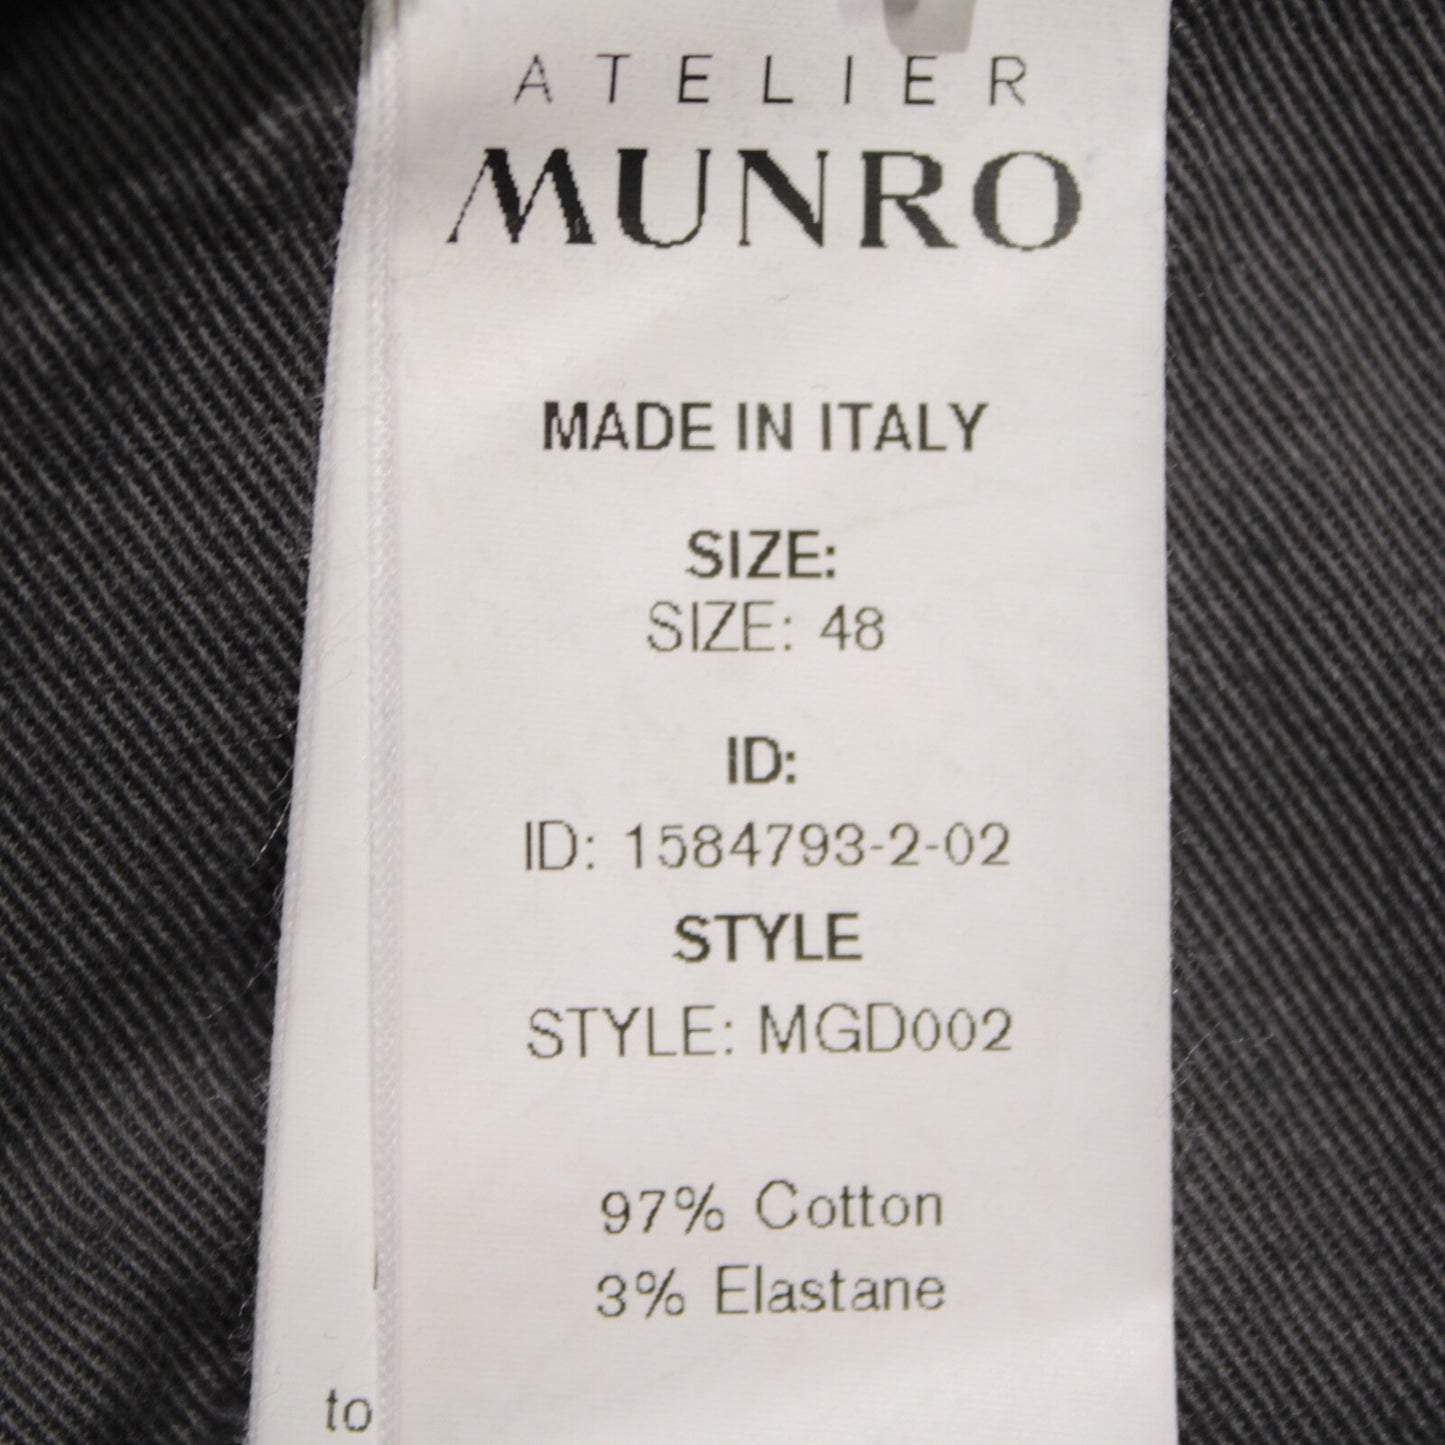 ATELIER
MUNRO
MADE IN ITALY
SIZE:
SIZE: 48
ID:
ID: 1584793-2-02
STYLE
STYLE: MGD002
97% Cotton
3% Elastane
to